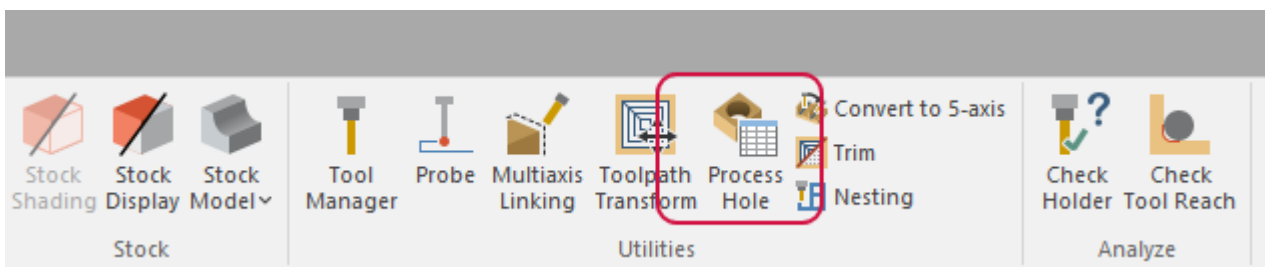 Stock Shading
Stock Display
Stock Model
Stock
Tool Manager
Probe
Multiaxis Linking
Toolpath Transform
Process Hole
Convert to 5-axis
Trim
Nesting
Utilities
Check Holder
Check Tool Reach
Analyze